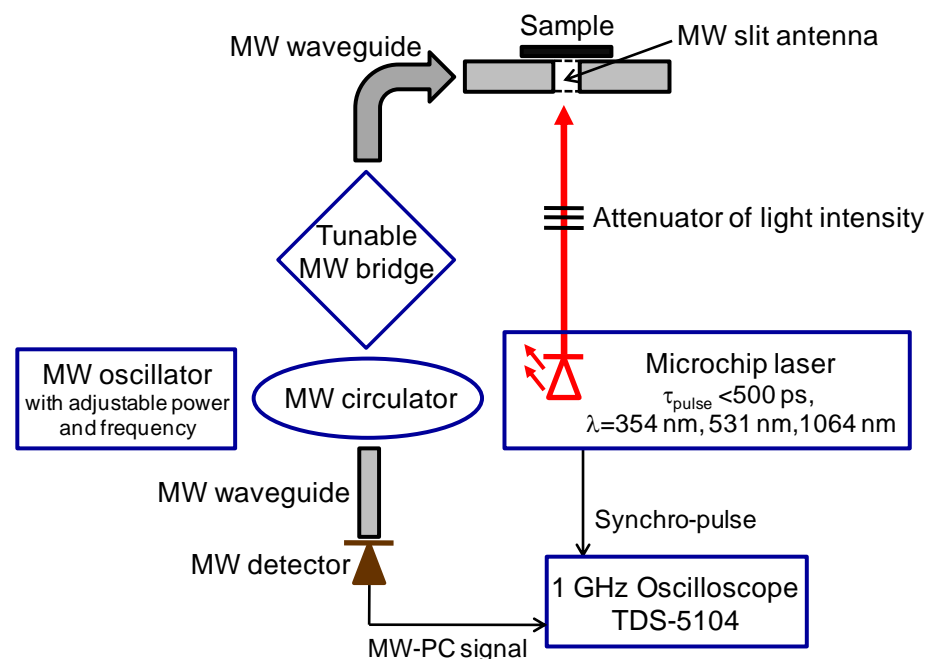 Sample
MW waveguide
MW slit antenna
Attenuator of light intensity
Tunable
MW bridge
MW oscillator
with adjustable power
and frequency
MW circulator
Microchip laser
τpulse <500 ps,
λ=354 nm, 531 nm,1064 nm
MW waveguide
Synchro-pulse
MW detector
1 GHz Oscilloscope
TDS-5104
MW-PC signal